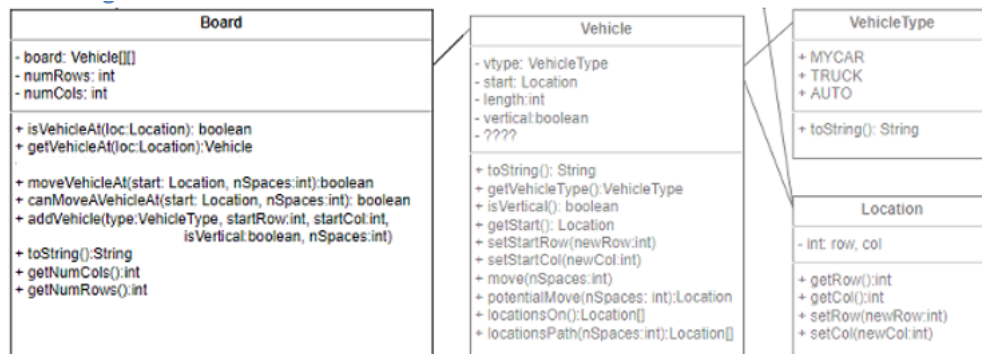 Board
- board: Vehicle[][]
- numRows: int
- numCols: int
+ isVehicleAt(loc:Location): boolean
+ getVehicleAt(loc:Location):Vehicle
+ moveVehicleAt(start: Location, nSpaces:int):boolean
+ canMoveAVehicleAt(start: Location, nSpaces:int): boolean
+ addVehicle(type:VehicleType, startRow:int, startCol:int,
isVertical:boolean, nSpaces:int)
+ toString():String
+ getNumCols():int
+ getNumRows():int
Vehicle
- vtype: VehicleType
- start: Location
- length:int
- vertical:boolean
- ????
+ toString(): String
+ getVehicleType():VehicleType
+ isVertical(): boolean
+ getStart(): Location
+ setStartRow(newRow:int)
+ setStartCol(newCol:int)
+ move(nSpaces:int)
+ potentialMove(nSpaces: int):Location
+ locationsOn():Location[]
+ locationsPath(nSpaces:int):Location[]
VehicleType
+ MYCAR
+ TRUCK
+ AUTO
+ toString(): String
Location
- int: row, col
+ getRow():int
+ getCol():int
+ setRow(newRow:int)
+ setCol(newCol:int)